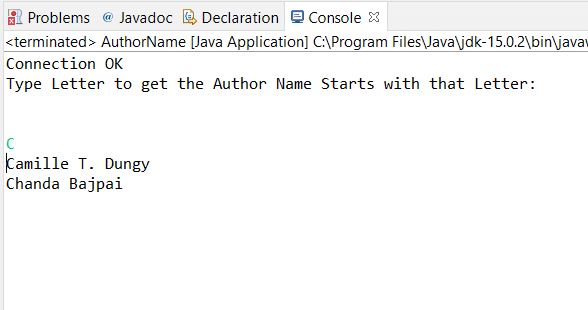 Problems @ Javadoc Declaration Console
<terminated> AuthorName [Java Application] C:\Program Files\Java\jdk-15.0.2\bin\javaw
Connection OK
Type Letter to get the Author Name Starts with that Letter:
C
Camille T. Dungy
Chanda Bajpai